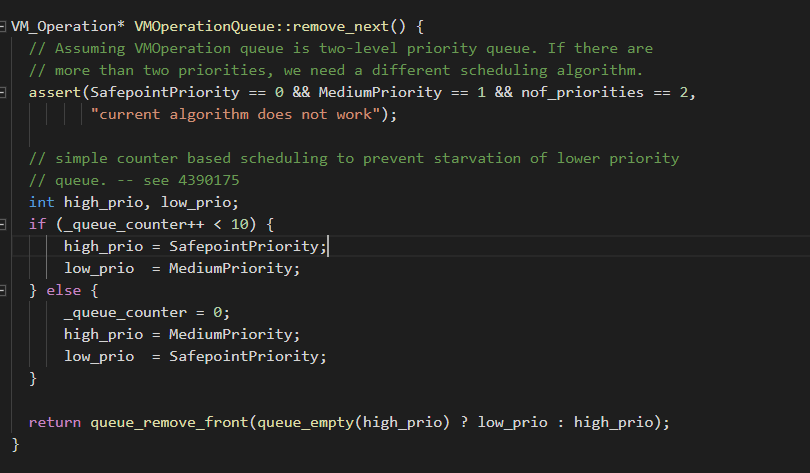 VM_Operation* VMOperationQueue::remove_next() {
  // Assuming VMOperation queue is two-level priority queue. If there are
  // more than two priorities, we need a different scheduling algorithm.
  assert(SafepointPriority == 0 && MediumPriority == 1 && nof_priorities == 2,
         "current algorithm does not work");

  // simple counter based scheduling to prevent starvation of lower priority
  // queue. -- see 4390175
  int high_prio, low_prio;
  if (_queue_counter++ < 10) {
      high_prio = SafepointPriority;
      low_prio  = MediumPriority;
  } else {
      _queue_counter = 0;
      high_prio = MediumPriority;
      low_prio  = SafepointPriority;
  }

  return queue_remove_front(queue_empty(high_prio) ? low_prio : high_prio);
}